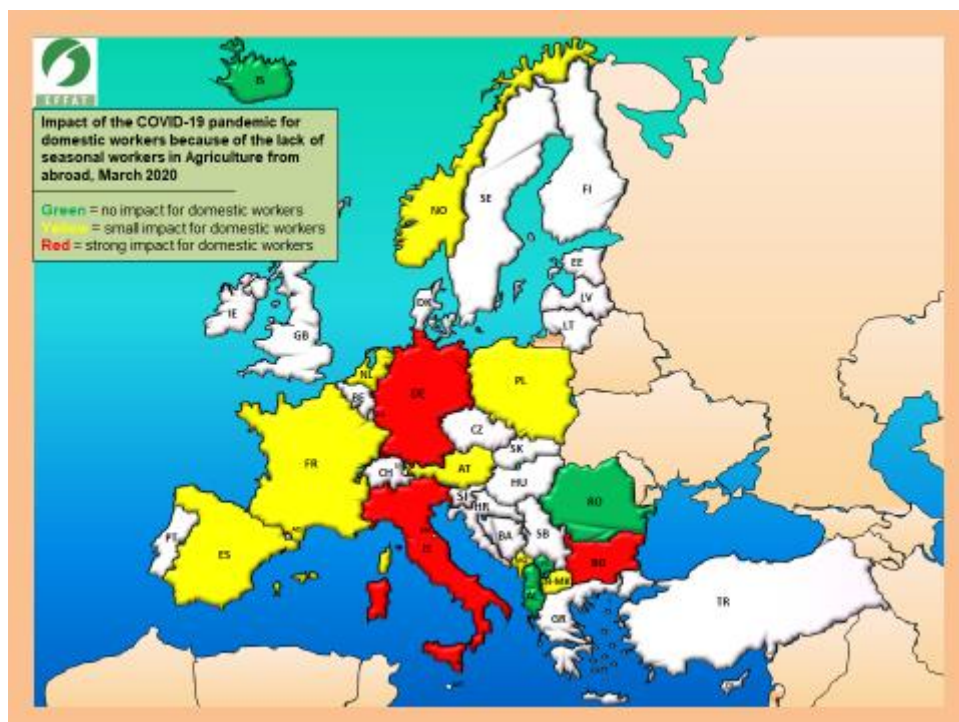 EFFAT
Impact of the COVID-19 pandemic for
domestic workers because of the lack of
seasonal workers in Agriculture from
abroad, March 2020
Green = no impact for domestic workers
Yellow = small impact for domestic workers
Red = strong impact for domestic workers
IS
NO
SE
FI
EE
LV
LT
DK
IE
GB
NL
BE
DE
PL
CZ
SK
FR
CH
AT
HU
SI
HR
RO
BA
SB
PT
ES
IT
BG
N-MK
AL
GR
TR